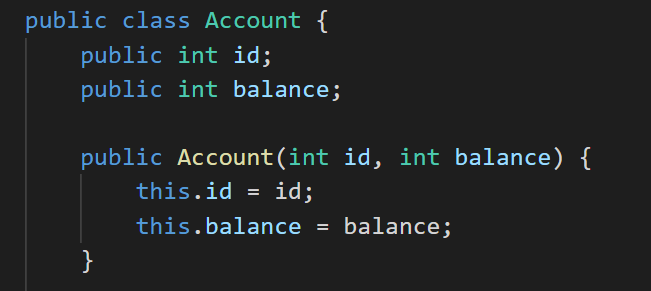 public class Account {
    public int id;
    public int balance;

    public Account(int id, int balance) {
        this.id = id;
        this.balance = balance;
    }